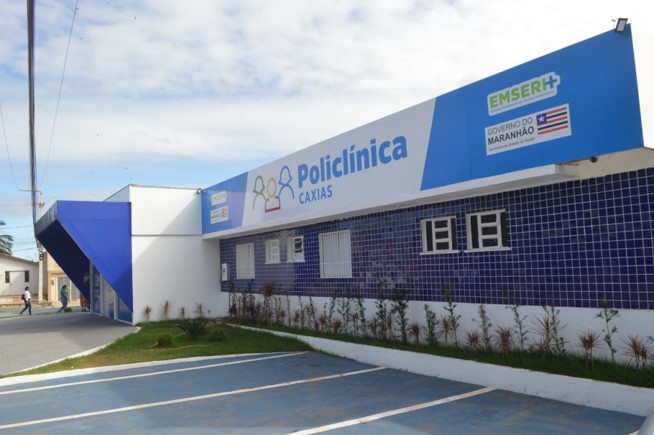 Policlínica
CAXIAS
EMSERH
GOVERNO DO
MARANHÃO